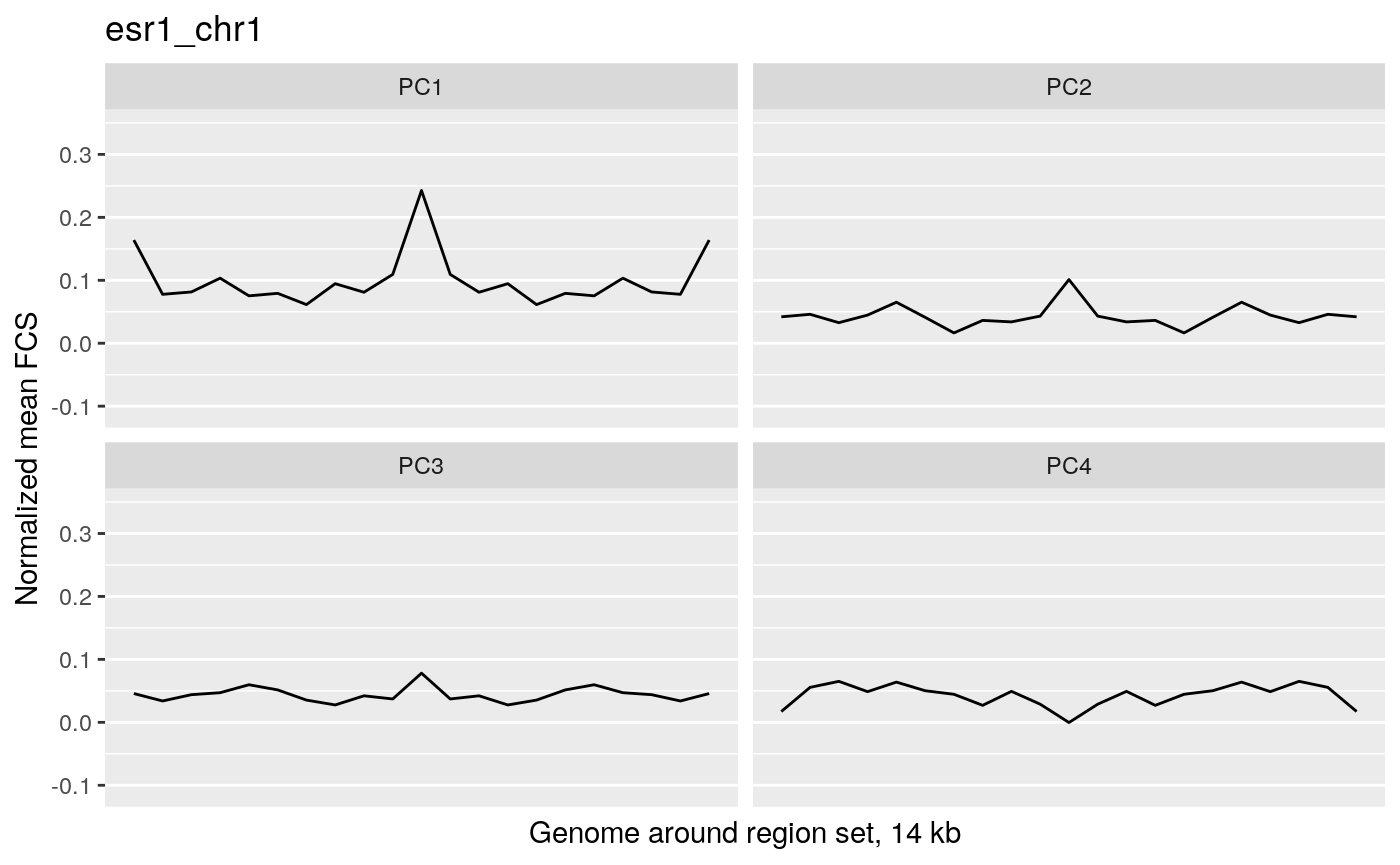 esr1_chr1
PC1
PC2
0.3
0.2
0.1
0.0
-0.1
PC3
PC4
0.3
0.2
0.1
0.0
-0.1
Normalized mean FCS
Genome around region set, 14 kb